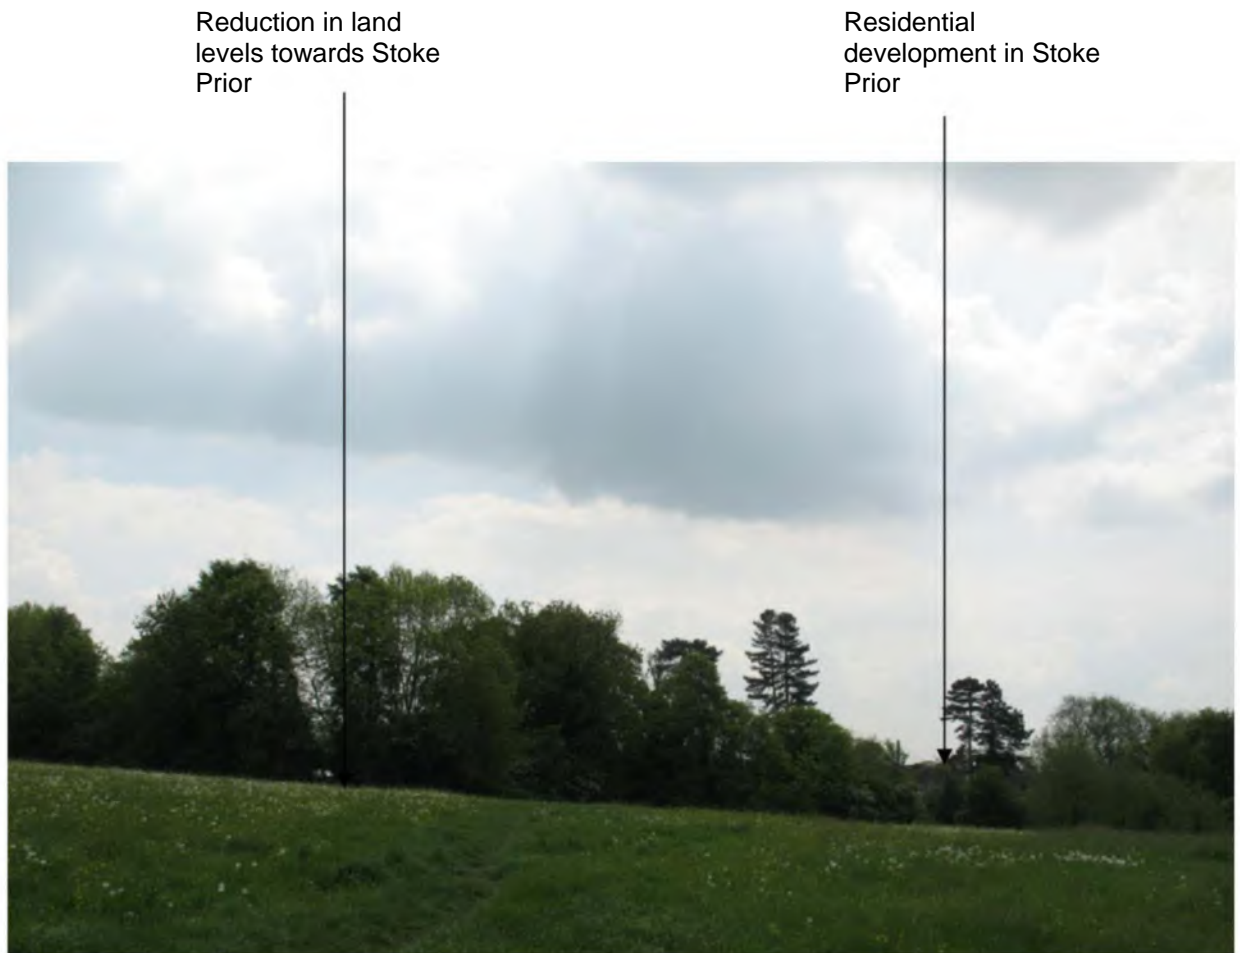 Reduction in land
levels towards Stoke
Prior
Residential
development in Stoke
Prior